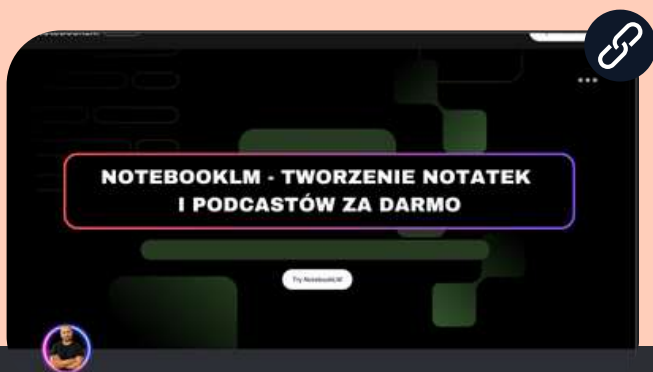 NOTEBOOKLM - TWORZENIE NOTATEK
I PODCASTÓW ZA DARMO
Try NotebookLM